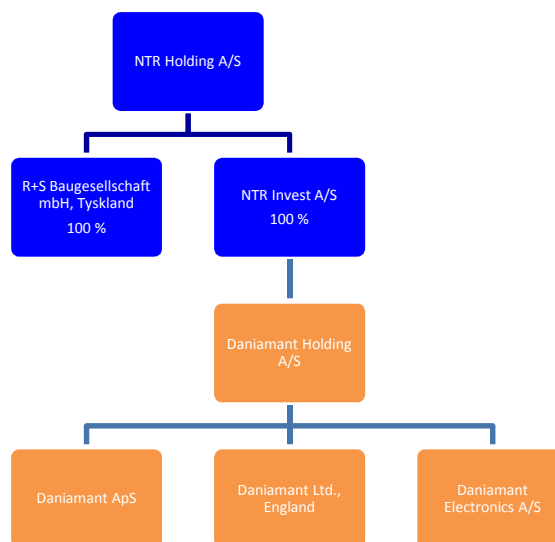 NTR Holding A/S
R+S Baugesellschaft
mbH, Tyskland
100 %
NTR Invest A/S
100 %
Daniamant Holding
A/S
Daniamant ApS
Daniamant Ltd.,
England
Daniamant
Electronics A/S